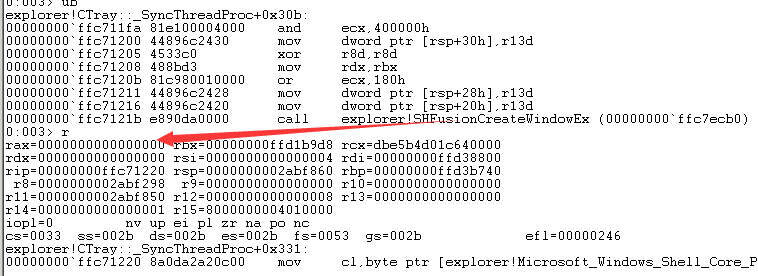 0:003> ub
explorer!CTray::_SyncThreadProc+0x30b:
00000000`ffc711fa 81e100004000 and ecx,400000h
00000000`ffc71200 44896c2430 mov dword ptr [rsp+30h],r13d
00000000`ffc71205 4533c0 xor r8d,r8d
00000000`ffc71208 488bd3 mov rdx,rbx
00000000`ffc7120b 81c980010000 or ecx,180h
00000000`ffc71211 44896c2428 mov dword ptr [rsp+28h],r13d
00000000`ffc71216 44896c2420 mov dword ptr [rsp+20h],r13d
00000000`ffc7121b e890da0000 call explorer!SHFusionCreateWindowEx (00000000`ffc7ecb0)
0:003> r
rax=0000000000000000 rbx=00000000ffd1b9d8 rcx=dbe5b4d01c640000
rdx=0000000000000000 rsi=0000000000000004 rdi=00000000ffd38800
rip=00000000ffc71220 rsp=0000000002abf860 rbp=00000000ffd3b740
r8=0000000002abf298 r9=0000000000000000 r10=0000000000000000
r11=0000000002abf850 r12=0000000000000008 r13=0000000000000000
r14=0000000000000001 r15=8000000004010000
iopl=0 nv up ei pl zr na po nc
cs=0033 ss=002b ds=002b es=002b fs=0053 gs=002b efl=00000246
explorer!CTray::_SyncThreadProc+0x331:
00000000`ffc71220 8a0da2a20c00 mov cl,byte ptr [explorer!Microsoft_Windows_Shell_Core_P